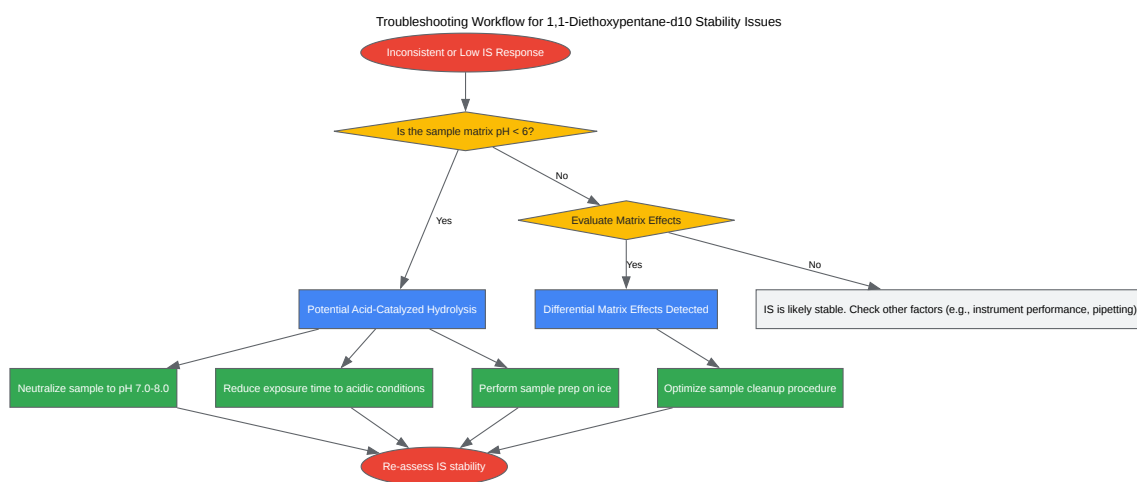 Troubleshooting Workflow for 1,1-Diethoxypentane-d10 Stability Issues
Inconsistent or Low IS Response
Is the sample matrix pH < 6?
No
Yes
Evaluate Matrix Effects
Yes
No
Potential Acid-Catalyzed Hydrolysis
Differential Matrix Effects Detected
IS is likely stable. Check other factors (e.g., instrument performance, pipetting)
Neutralize sample to pH 7.0-8.0
Reduce exposure time to acidic conditions
Perform sample prep on ice
Optimize sample cleanup procedure
Re-assess IS stability